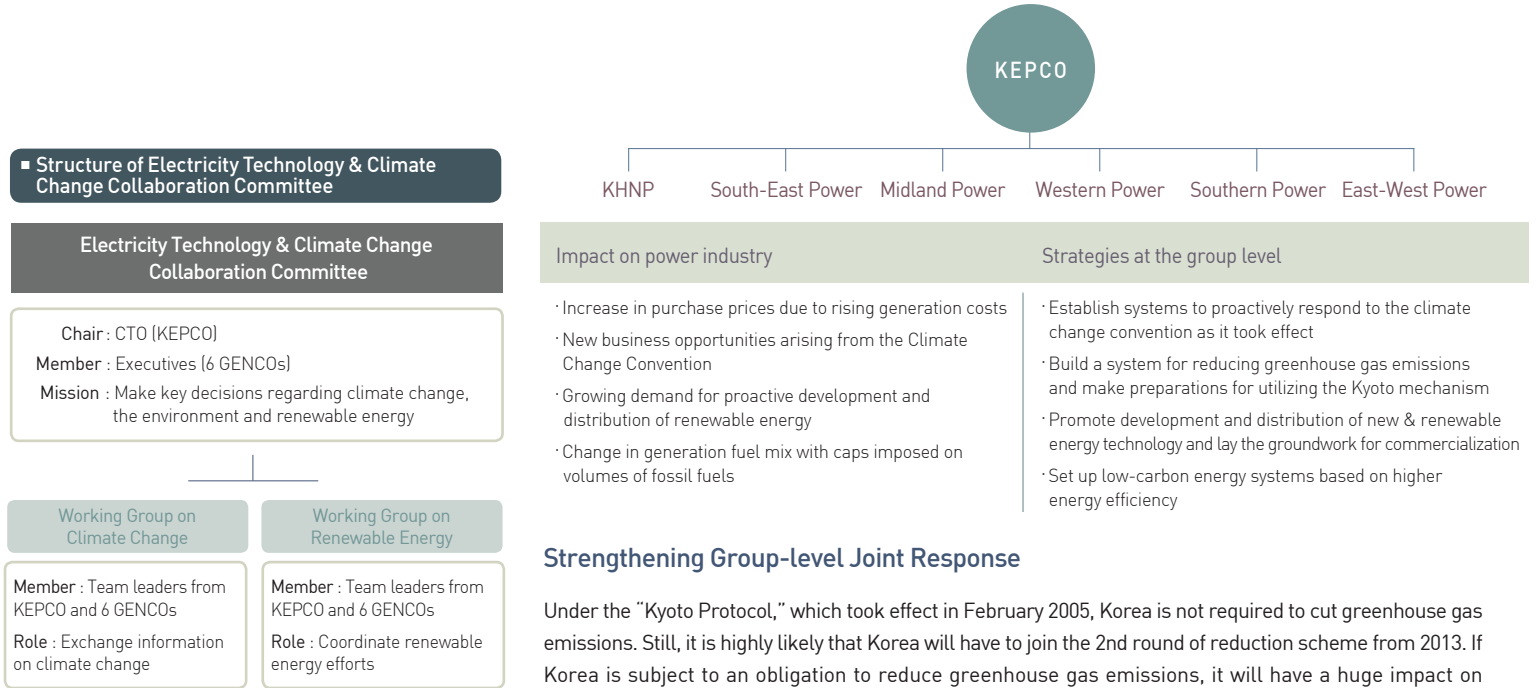 KEPCO
KHNP
South-East Power
Midland Power
Western Power
Southern Power
East-West Power
■ Structure of Electricity Technology & Climate
Change Collaboration Committee
Electricity Technology & Climate Change
Collaboration Committee
Chair : CTO (KEPCO)
Member : Executives (6 GENCOs)
Mission : Make key decisions regarding climate change,
the environment and renewable energy
Working Group on
Climate Change
Member : Team leaders from
KEPCO and 6 GENCOs
Role : Exchange information
on climate change
Working Group on
Renewable Energy
Member : Team leaders from
KEPCO and 6 GENCOs
Role : Coordinate renewable
energy efforts
Impact on power industry
· Increase in purchase prices due to rising generation costs
· New business opportunities arising from the Climate
Change Convention
· Growing demand for proactive development and
distribution of renewable energy
· Change in generation fuel mix with caps imposed on
volumes of fossil fuels
Strategies at the group level
· Establish systems to proactively respond to the climate
change convention as it took effect
· Build a system for reducing greenhouse gas emissions
and make preparations for utilizing the Kyoto mechanism
· Promote development and distribution of new & renewable
energy technology and lay the groundwork for commercialization
· Set up low-carbon energy systems based on higher
energy efficiency
Strengthening Group-level Joint Response
Under the “Kyoto Protocol,” which took effect in February 2005, Korea is not required to cut greenhouse gas
emissions. Still, it is highly likely that Korea will have to join the 2nd round of reduction scheme from 2013. If
Korea is subject to an obligation to reduce greenhouse gas emissions, it will have a huge impact on